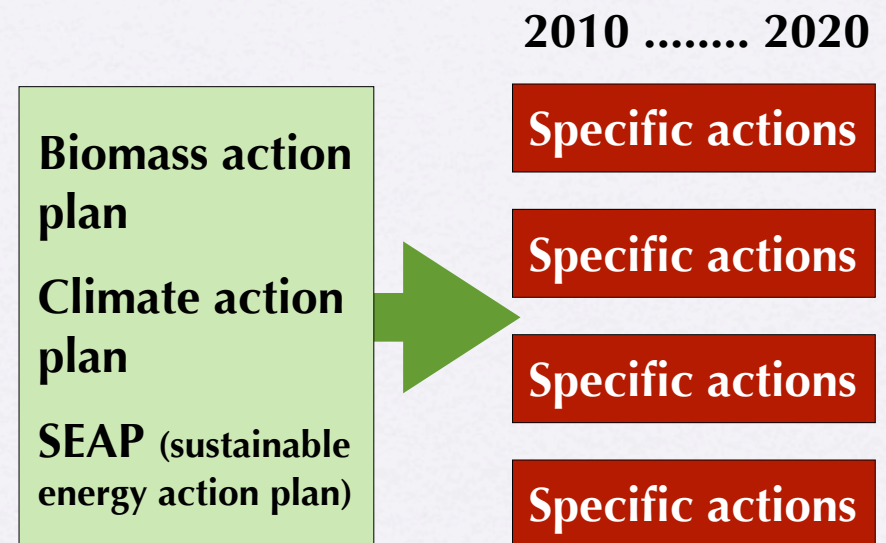 2010 ........ 2020
Biomass action
plan
Climate action
plan
SEAP (sustainable
energy action plan)
Specific actions
Specific actions
Specific actions
Specific actions